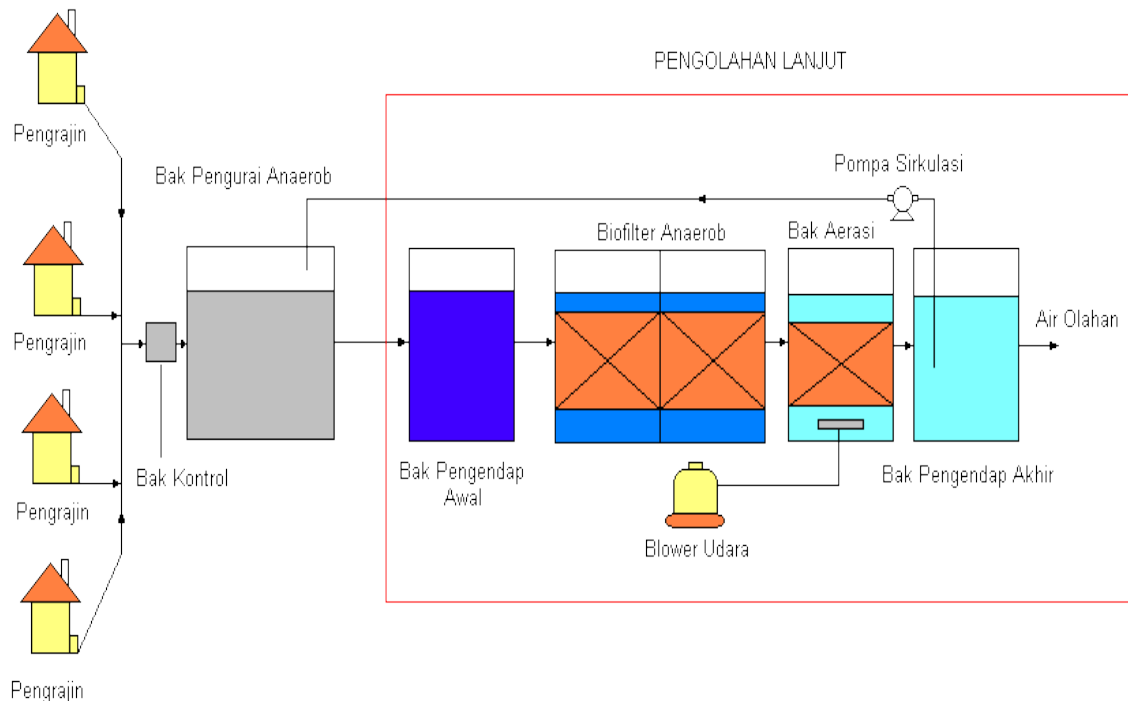 PENGOLAHAN LANJUT
Pengrajin
Bak Pengurai Anaerob
Pompa Sirkulasi
Biofilter Anaerob
Bak Aerasi
Air Olahan
Pengrajin
Bak Kontrol
Bak Pengendap
Awal
Bak Pengendap Akhir
Pengrajin
Blower Udara
Pengrajin